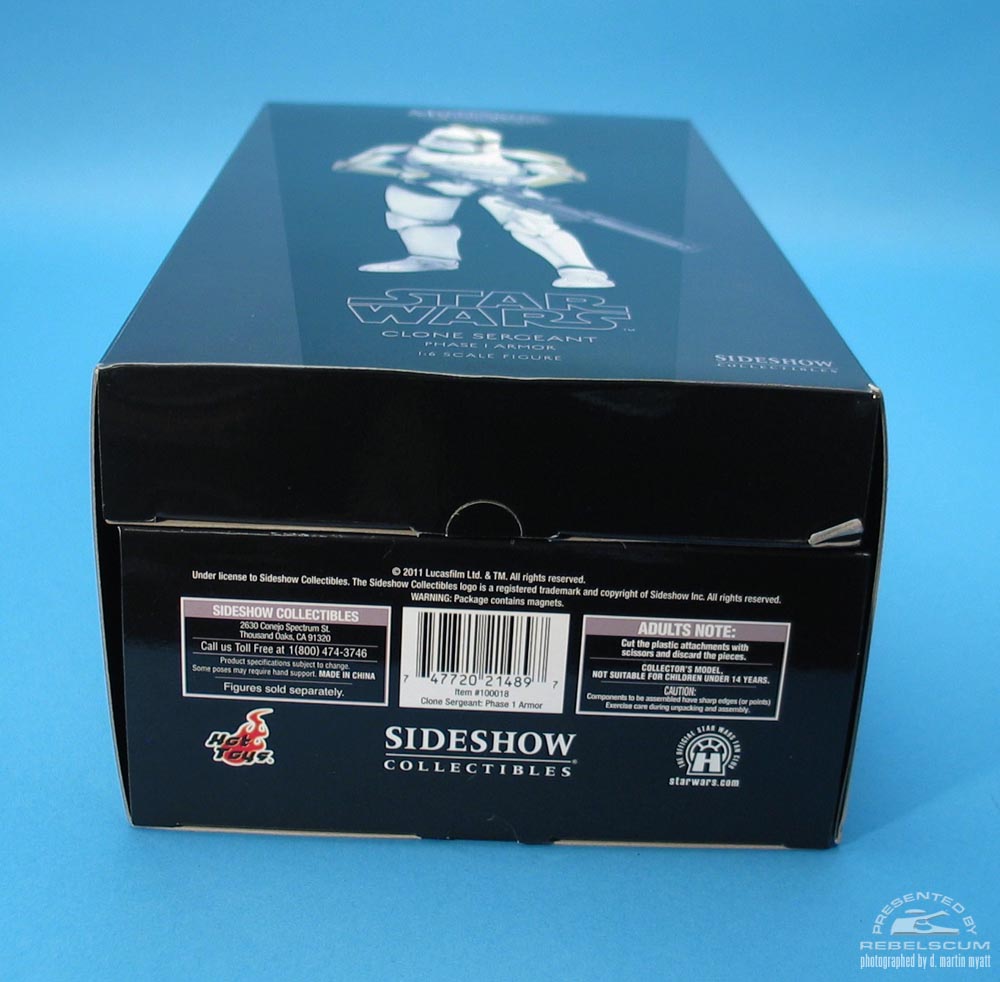 STAR
WARS
TM
CLONE SERGEANT
PHASE I ARMOR
1:6 SCALE FIGURE
SIDESHOW
COLLECTIBLES
© 2011 Lucasfilm Ltd. & TM. All rights reserved.
Under license to Sideshow Collectibles. The Sideshow Collectibles logo is a registered trademark and copyright of Sideshow Inc. All rights reserved.
WARNING: Package contains magnets.
SIDESHOW COLLECTIBLES
2630 Conejo Spectrum St.
Thousand Oaks, CA 91320
Call us Toll Free at 1(800) 474-3746
Product specifications subject to change.
Some poses may require hand support. MADE IN CHINA
Figures sold separately.
7 47720 21489 7
Item #100018
Clone Sergeant: Phase 1 Armor
ADULTS NOTE:
Cut the plastic attachments with
scissors and discard the pieces.
COLLECTOR'S MODEL.
NOT SUITABLE FOR CHILDREN UNDER 14 YEARS.
CAUTION:
Components to be assembled have sharp edges (or points)
Exercise care during unpacking and assembly.
Hot
Toys.
SIDESHOW
COLLECTIBLES
THE OFFICIAL STAR WARS FAN CLUB
H
starwars.com
PRESENTED BY
REBELSCUM
photographed by d. martin myatt